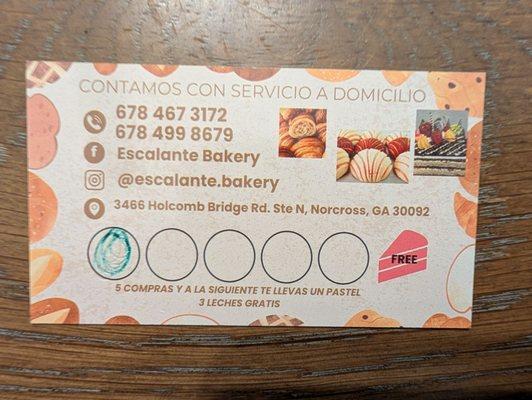 CONTAMOS CON SERVICIO A DOMICILIO
678 467 3172
678 499 8679
Escalante Bakery
@escalante.bakery
3466 Holcomb Bridge Rd. Ste N, Norcross, GA 30092
FREE
5 COMPRAS Y A LA SIGUIENTE TE LLEVAS UN PASTEL
3 LECHES GRATIS